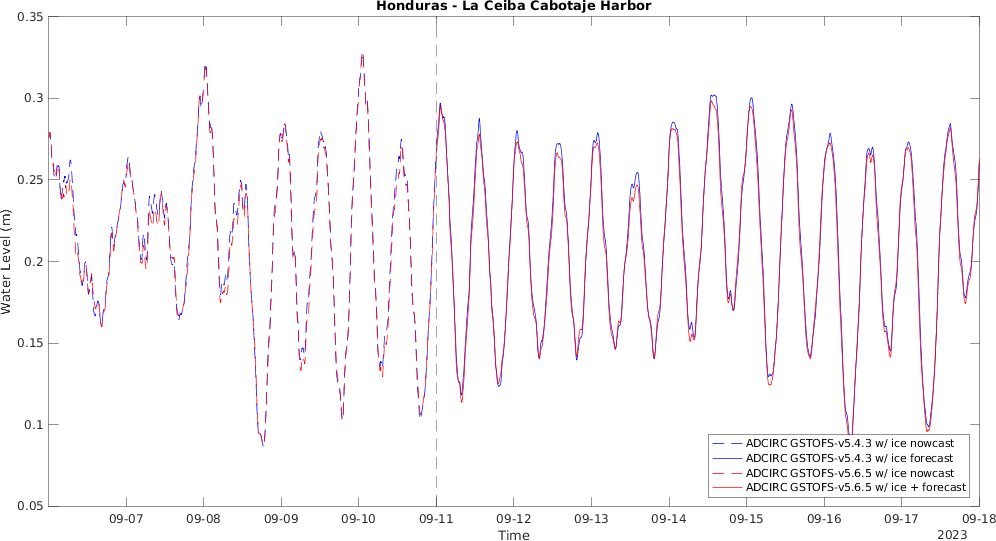 Honduras - La Ceiba Cabotaje Harbor
0.35
0.3
0.25
0.2
0.15
0.1
0.05
Water Level (m)
ADCIRC GSTOFS-v5.4.3 w/ ice nowcast
ADCIRC GSTOFS-v5.4.3 w/ ice forecast
ADCIRC GSTOFS-v5.6.5 w/ ice nowcast
ADCIRC GSTOFS-v5.6.5 w/ ice + forecast
09-07 09-08 09-09 09-10 09-11 09-12 09-13 09-14 09-15 09-16 09-17 09-18
Time
2023